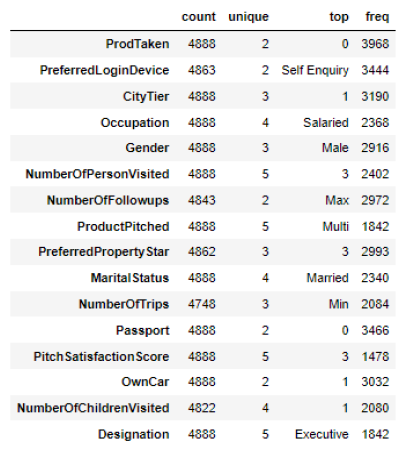 count unique top freq
ProdTaken 4888 2 0 3968
PreferredLoginDevice 4863 2 Self Enquiry 3444
CityTier 4888 3 1 3190
Occupation 4888 4 Salaried 2368
Gender 4888 3 Male 2916
NumberOfPersonVisited 4888 5 3 2402
NumberOfFollowups 4843 2 Max 2972
ProductPitched 4888 5 Multi 1842
PreferredPropertyStar 4862 3 3 2993
MaritalStatus 4888 4 Married 2340
NumberOfTrips 4748 3 Min 2084
Passport 4888 2 0 3466
PitchSatisfactionScore 4888 5 3 1478
OwnCar 4888 2 1 3032
NumberOfChildrenVisited 4822 4 1 2080
Designation 4888 5 Executive 1842